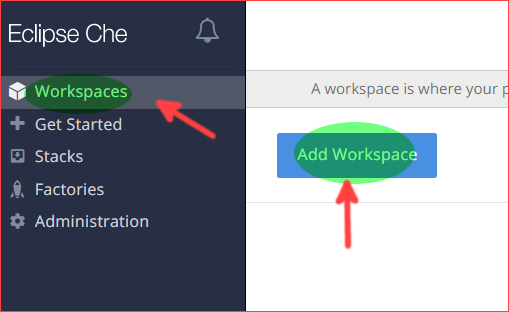 Eclipse Che
Workspaces
Get Started
Stacks
Factories
Administration
A workspace is where your p
Add Workspace